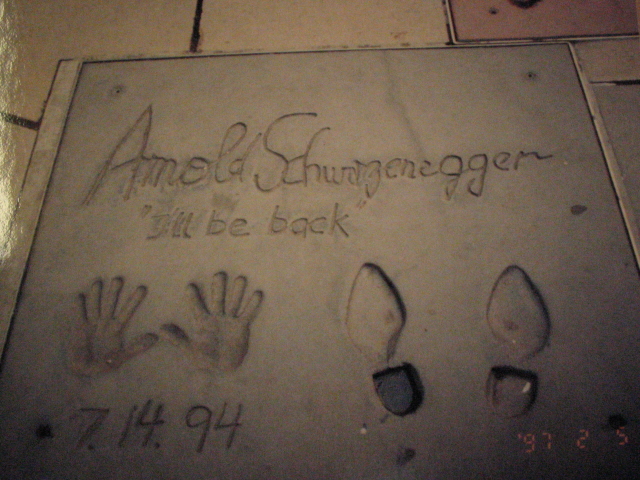 Arnold Schwarzenegger
"I'll be back"
7.14.94
'97 2 5